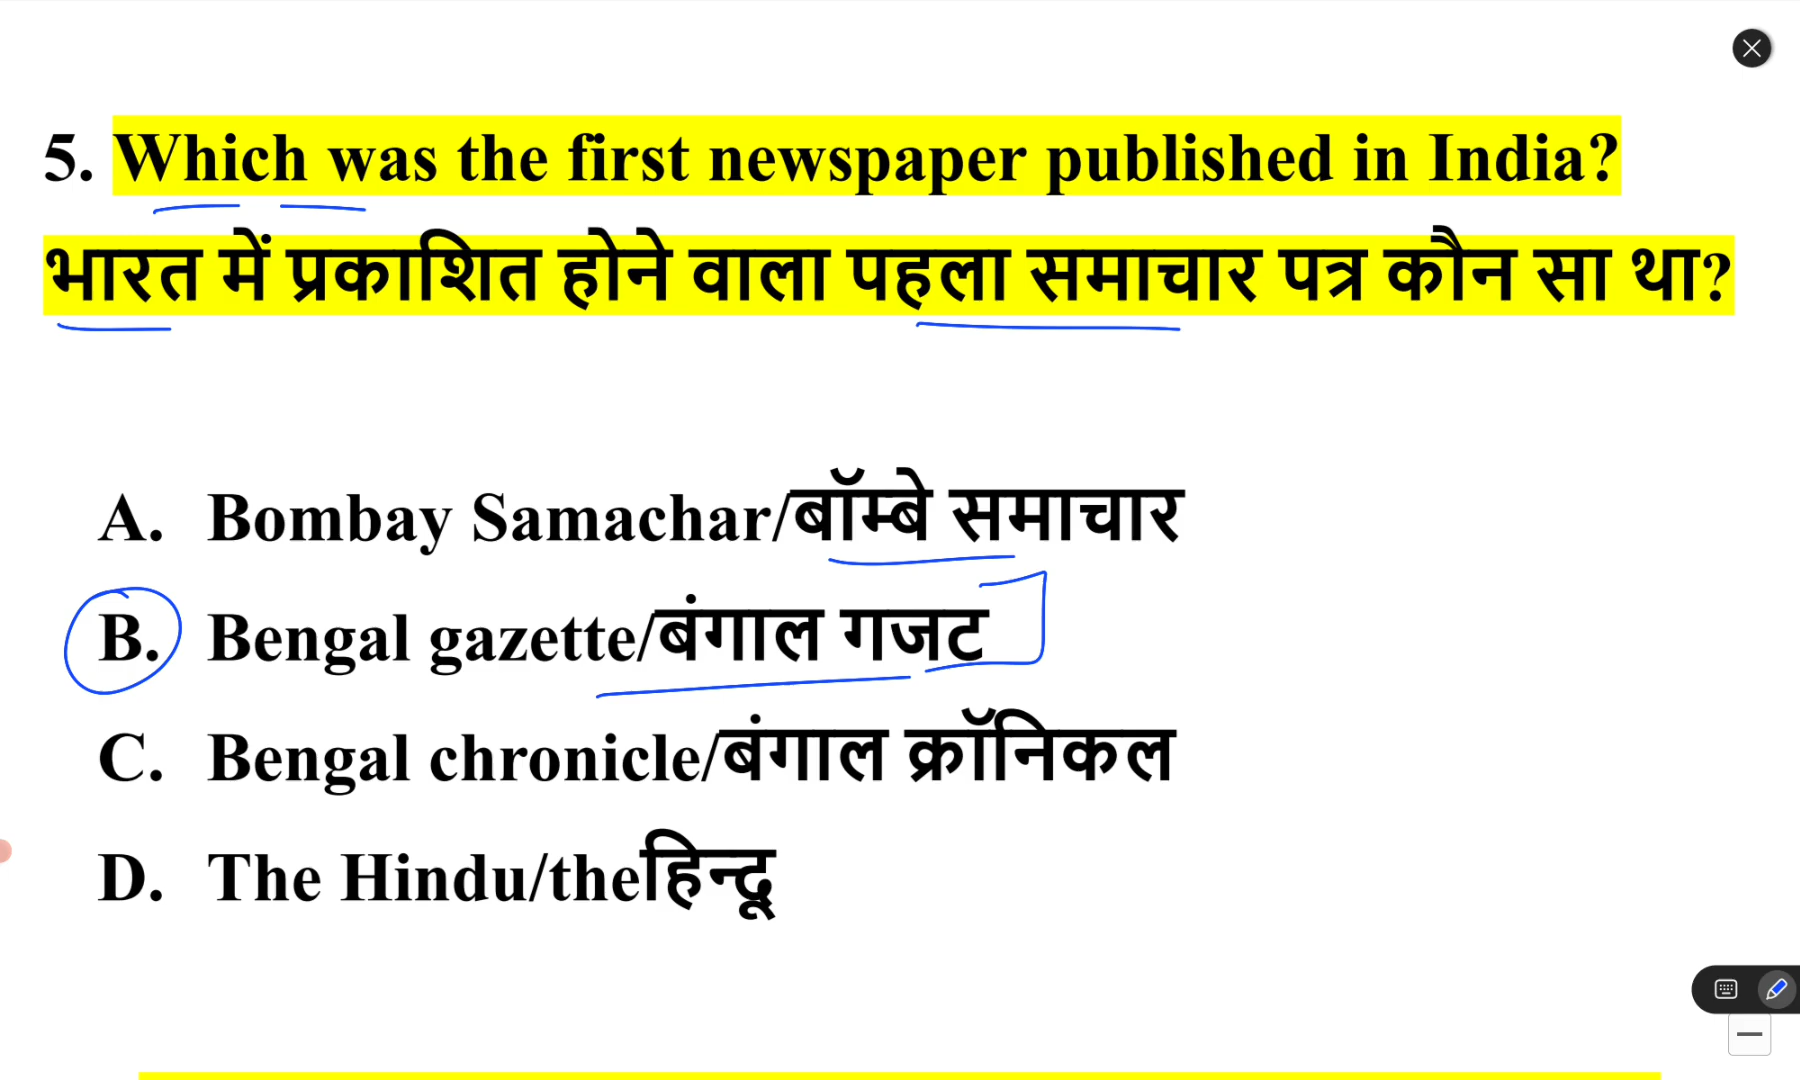 5. Which was the first newspaper published in India?
भारत में प्रकाशित होने वाला पहला समाचार पत्र कौन सा था?
A. Bombay Samachar/बॉम्बे समाचार
B. Bengal gazette/बंगाल गजट
C. Bengal chronicle/बंगाल क्रॉनिकल
D. The Hindu/theहिन्दू